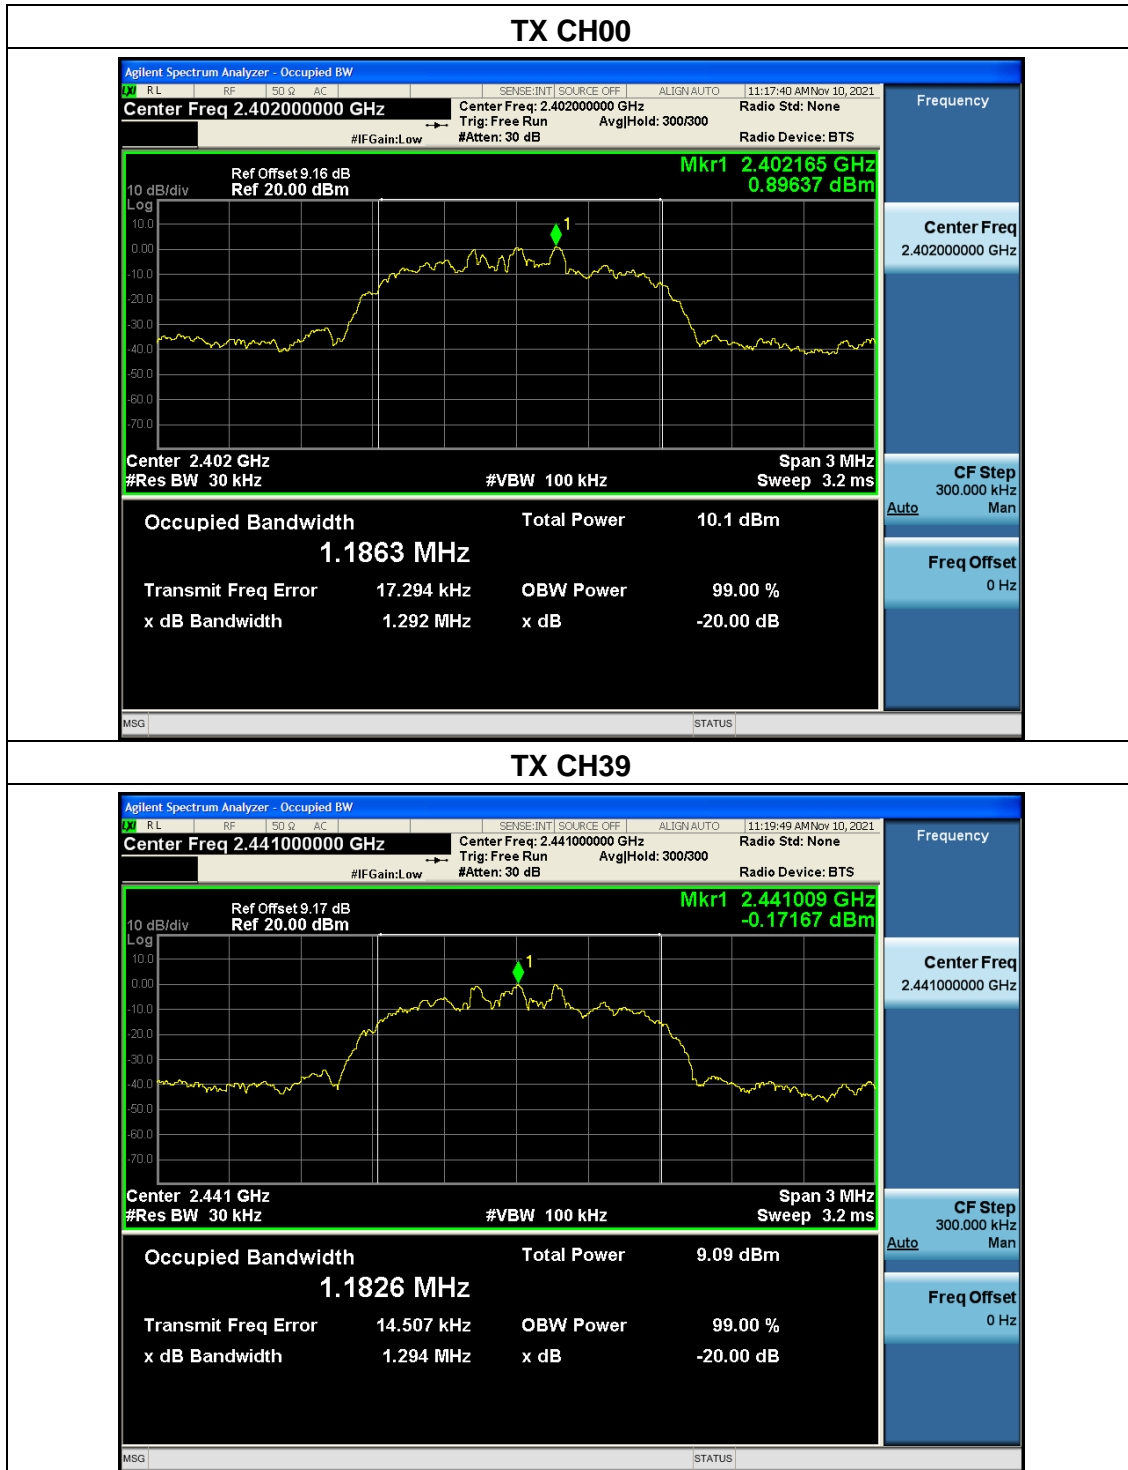 TX CH00
Agilent Spectrum Analyzer - Occupied BW
LXI RL RF 50 Ω AC SENSE:INT SOURCE OFF ALIGN AUTO 11:17:40 AM Nov 10, 2021
Center Freq 2.402000000 GHz
Center Freq: 2.402000000 GHz
Radio Std: None
Trig: Free Run Avg|Hold: 300/300
#IFGain:Low #Atten: 30 dB
Radio Device: BTS
Frequency
Mkr1 2.402165 GHz
0.89637 dBm
Ref Offset 9.16 dB
10 dB/div Ref 20.00 dBm
Log
1
10.0
0.00
-10.0
-20.0
-30.0
-40.0
-50.0
-60.0
-70.0
Center Freq
2.402000000 GHz
Center 2.402 GHz Span 3 MHz
#Res BW 30 kHz #VBW 100 kHz Sweep 3.2 ms
CF Step
300.000 kHz
Auto Man
Freq Offset
0 Hz
Occupied Bandwidth Total Power 10.1 dBm
1.1863 MHz
Transmit Freq Error 17.294 kHz OBW Power 99.00 %
x dB Bandwidth 1.292 MHz x dB -20.00 dB
MSG STATUS
TX CH39
Agilent Spectrum Analyzer - Occupied BW
LXI RL RF 50 Ω AC SENSE:INT SOURCE OFF ALIGN AUTO 11:19:49 AM Nov 10, 2021
Center Freq 2.441000000 GHz
Center Freq: 2.441000000 GHz
Radio Std: None
Trig: Free Run Avg|Hold: 300/300
#IFGain:Low #Atten: 30 dB
Radio Device: BTS
Frequency
Mkr1 2.441009 GHz
-0.17167 dBm
Ref Offset 9.17 dB
10 dB/div Ref 20.00 dBm
Log
1
10.0
0.00
-10.0
-20.0
-30.0
-40.0
-50.0
-60.0
-70.0
Center Freq
2.441000000 GHz
Center 2.441 GHz Span 3 MHz
#Res BW 30 kHz #VBW 100 kHz Sweep 3.2 ms
CF Step
300.000 kHz
Auto Man
Freq Offset
0 Hz
Occupied Bandwidth Total Power 9.09 dBm
1.1826 MHz
Transmit Freq Error 14.507 kHz OBW Power 99.00 %
x dB Bandwidth 1.294 MHz x dB -20.00 dB
MSG STATUS